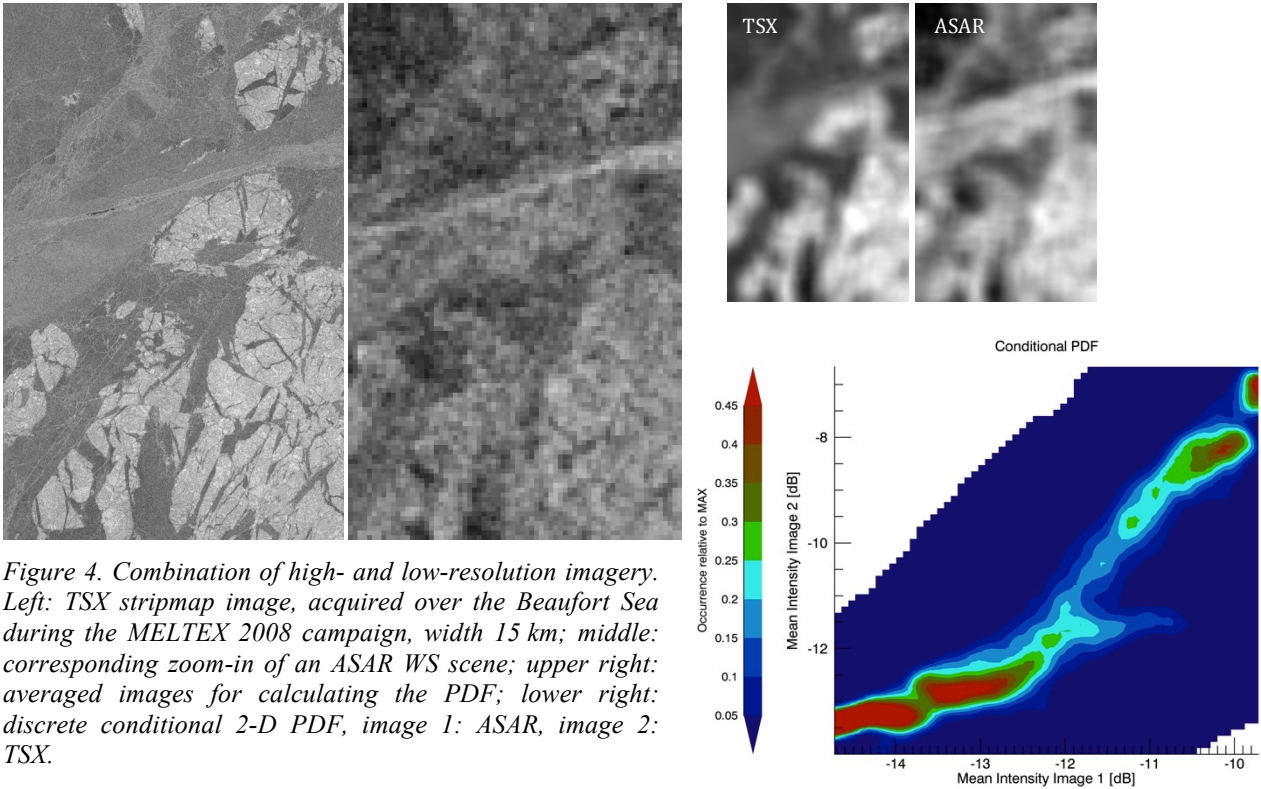 TSX
ASAR
Figure 4. Combination of high- and low-resolution imagery.
Left: TSX stripmap image, acquired over the Beaufort Sea
during the MELTEX 2008 campaign, width 15 km; middle:
corresponding zoom-in of an ASAR WS scene; upper right:
averaged images for calculating the PDF; lower right:
discrete conditional 2-D PDF, image 1: ASAR, image 2:
TSX.
Conditional PDF
Occurrence relative to MAX
0.45
0.4
0.35
0.3
0.25
0.2
0.15
0.1
0.05
Mean Intensity Image 2 [dB]
-8
-10
-12
-14
-13
-12
-11
-10
Mean Intensity Image 1 [dB]